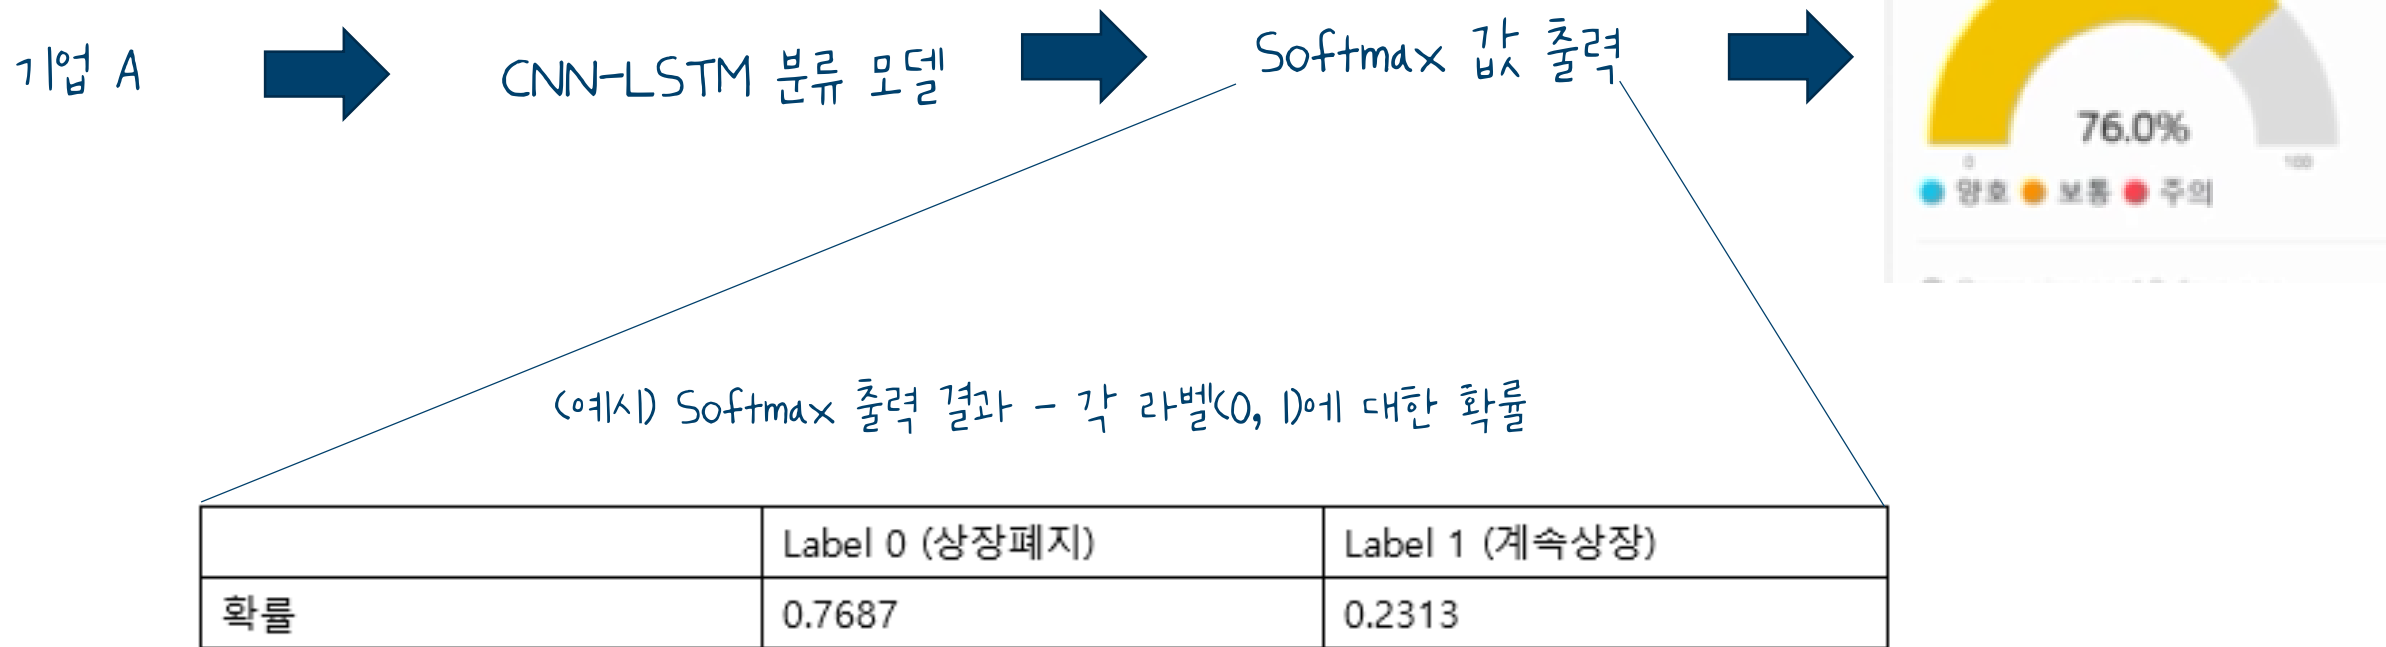 기업 A
CNN-LSTM 분류 모델
Softmax 값 출력
76.0%
0
100
양호 보통 주의
(예시) Softmax 출력 결과 - 각 라벨(0, 1)에 대한 확률
Label 0 (상장폐지)
Label 1 (계속상장)
확률
0.7687
0.2313